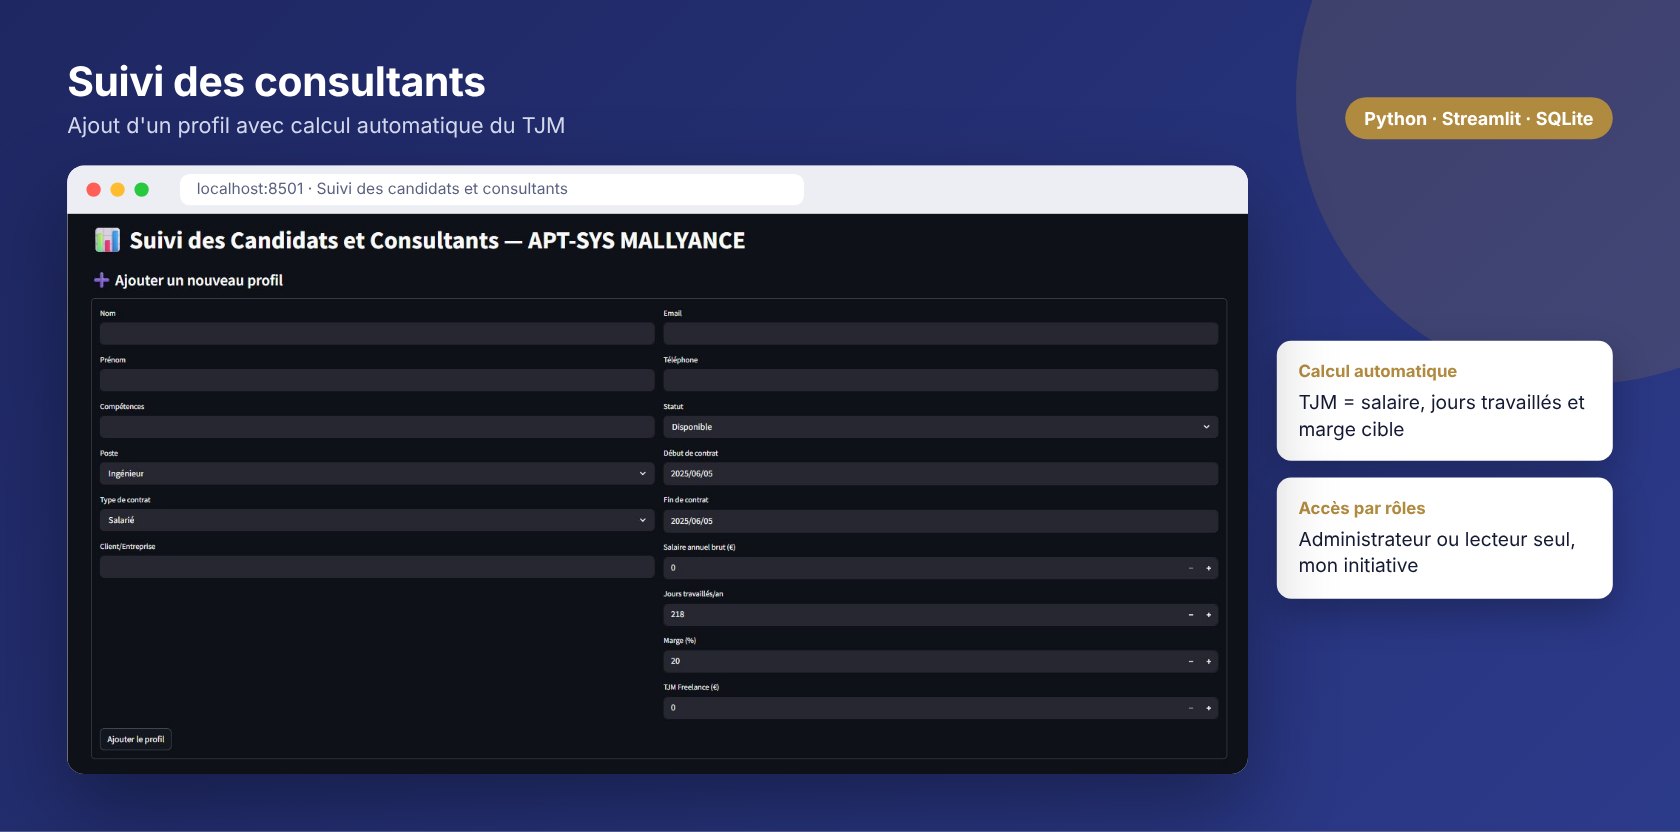 Suivi des consultants
Ajout d'un profil avec calcul automatique du TJM
Python · Streamlit · SQLite
localhost:8501 · Suivi des candidats et consultants
Suivi des Candidats et Consultants — APT-SYS MALLYANCE
Ajouter un nouveau profil
Nom
Email
Prénom
Téléphone
Compétences
Statut
Disponible
Poste
Ingénieur
Début de contrat
2025/06/05
Type de contrat
Salarié
Fin de contrat
2025/06/05
Client/Entreprise
Salaire annuel brut (€)
0
Jours travaillés/an
218
Marge (%)
20
TJM Freelance (€)
0
Ajouter le profil
Calcul automatique
TJM = salaire, jours travaillés et
marge cible
Accès par rôles
Administrateur ou lecteur seul,
mon initiative